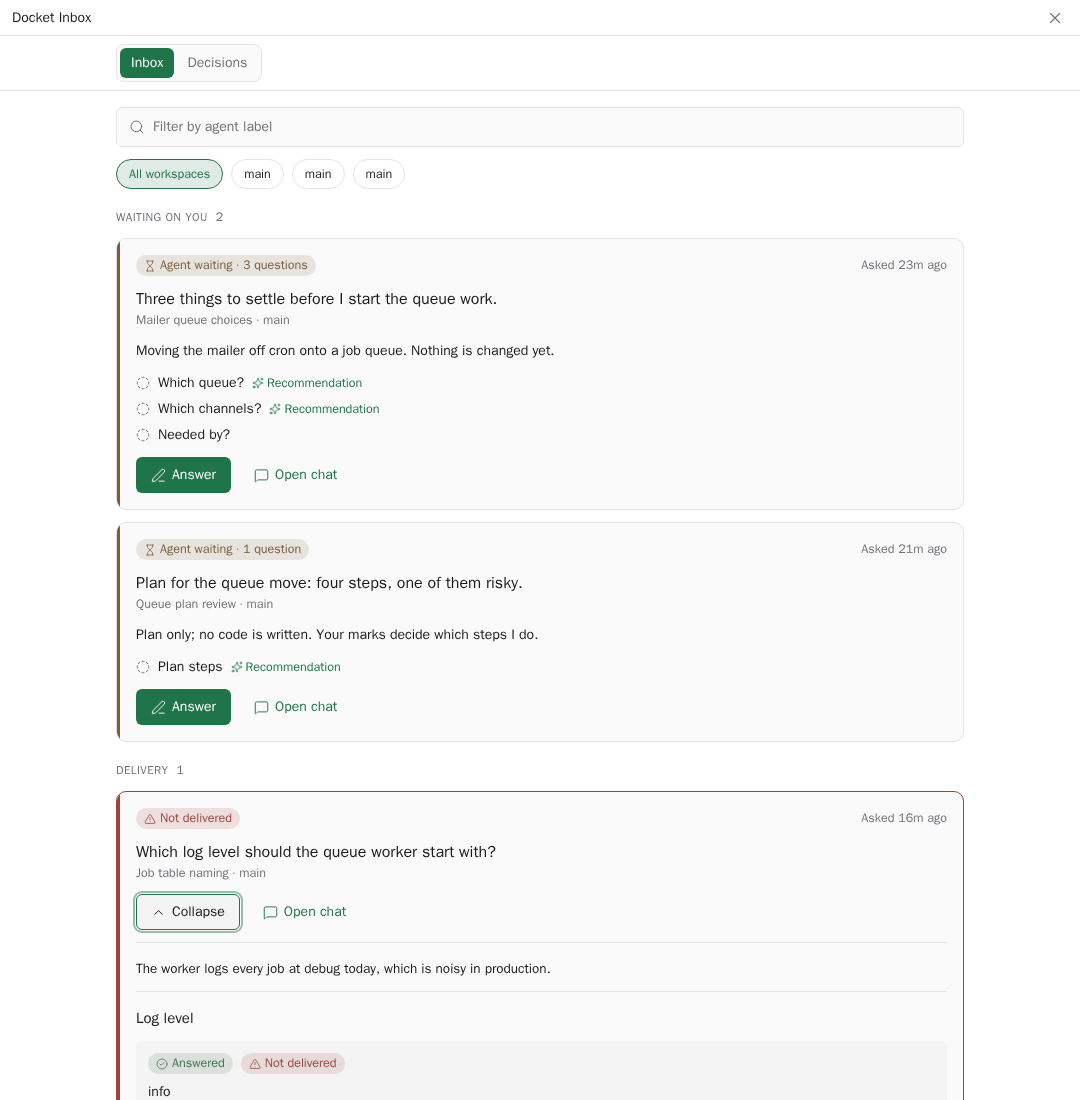 Docket Inbox
Inbox Decisions
Filter by agent label
All workspaces main main main
WAITING ON YOU 2
Agent waiting · 3 questions Asked 23m ago
Three things to settle before I start the queue work.
Mailer queue choices · main
Moving the mailer off cron onto a job queue. Nothing is changed yet.
Which queue? Recommendation
Which channels? Recommendation
Needed by?
Answer Open chat
Agent waiting · 1 question Asked 21m ago
Plan for the queue move: four steps, one of them risky.
Queue plan review · main
Plan only; no code is written. Your marks decide which steps I do.
Plan steps Recommendation
Answer Open chat
DELIVERY 1
Not delivered Asked 16m ago
Which log level should the queue worker start with?
Job table naming · main
Collapse Open chat
The worker logs every job at debug today, which is noisy in production.
Log level
Answered Not delivered
info